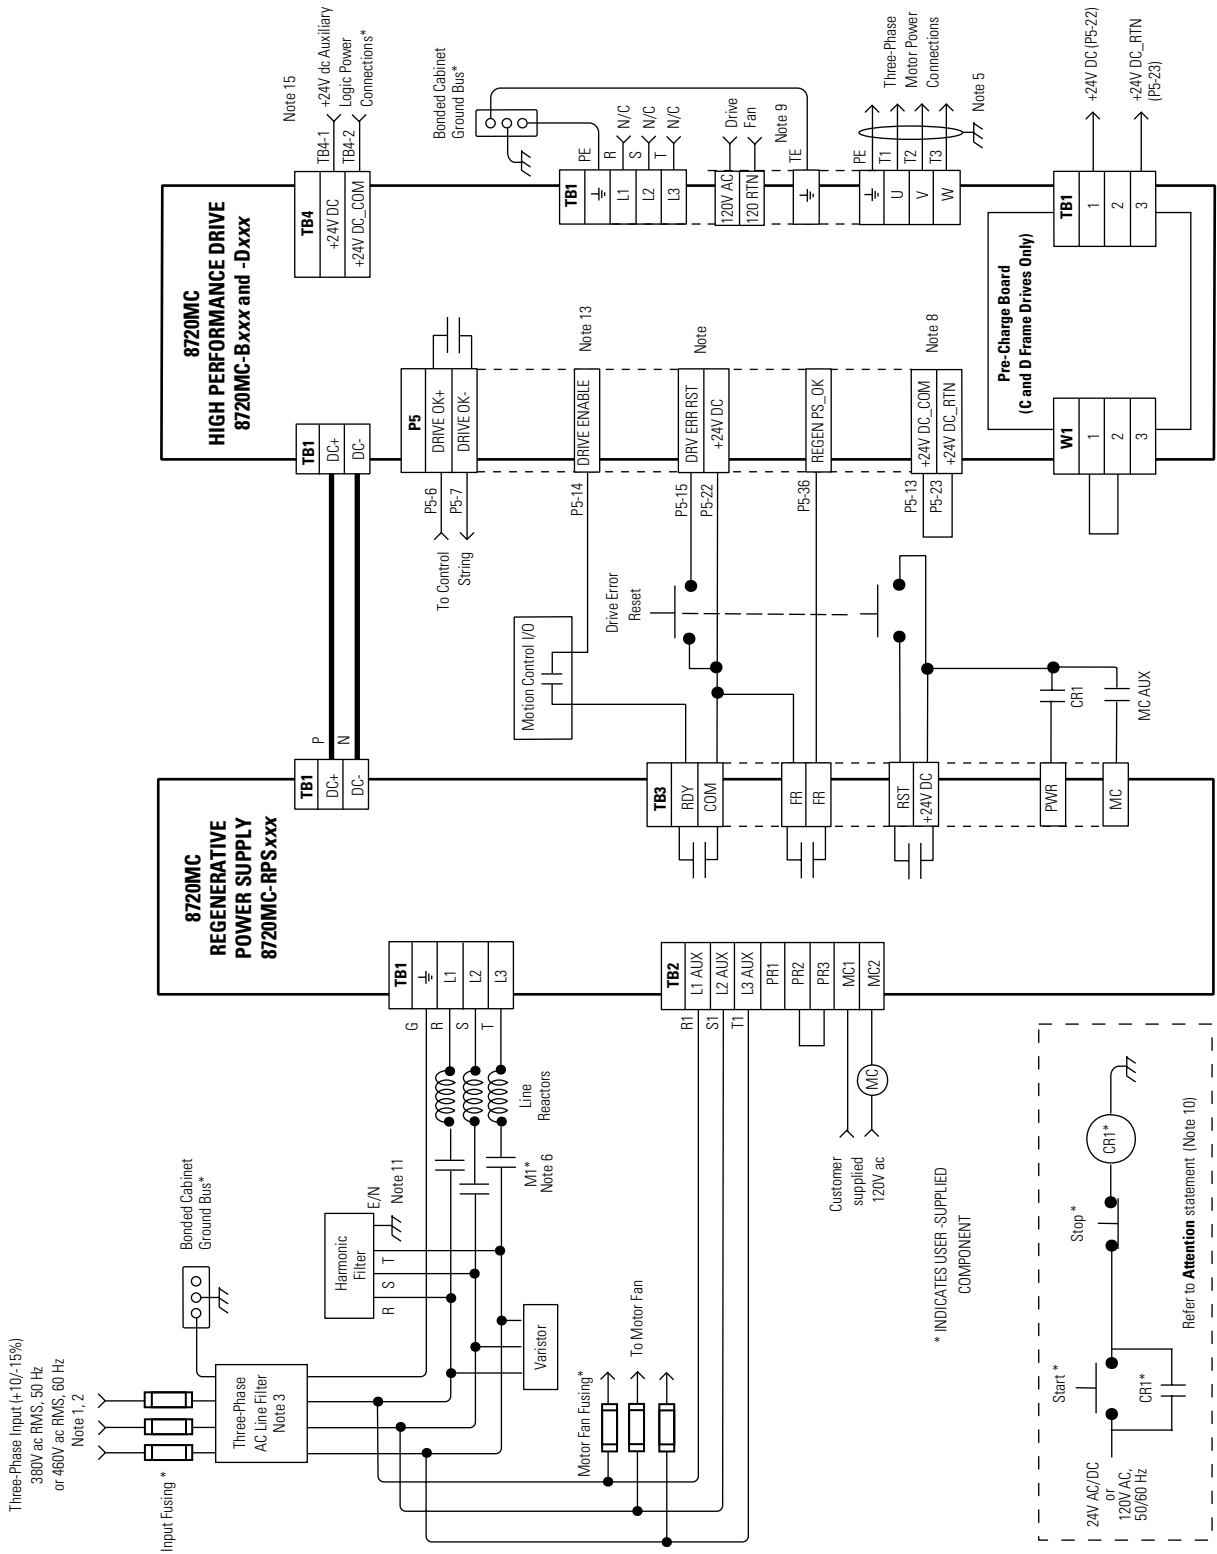 Three-Phase Input (+10/-15%)
380V ac RMS, 50 Hz
or 460V ac RMS, 60 Hz
Note 1, 2
Input Fusing *
Three-Phase
AC Line Filter
Note 3
Bonded Cabinet
Ground Bus*
Harmonic
Filter
E/N
Note 11
R
S
T
Varistor
M1*
Note 6
Line
Reactors
G
R
S
T
Motor Fan Fusing*
To Motor Fan
R1
S1
T1
Customer
supplied
120V ac
MC
8720MC
REGENERATIVE
POWER SUPPLY
8720MC-RPSxxx
TB1
L1
L2
L3
TB2
L1 AUX
L2 AUX
L3 AUX
PR1
PR2
PR3
MC1
MC2
TB1
DC+
DC-
P
N
TB3
RDY
COM
FR
FR
RST
+24V DC
PWR
MC
Motion Control I/O
Drive Error
Reset
CR1
MC AUX
To Control
String
8720MC
HIGH PERFORMANCE DRIVE
8720MC-Bxxx and -Dxxx
TB1
DC+
DC-
P5
P5-6
DRIVE OK+
P5-7
DRIVE OK-
P5-14
DRIVE ENABLE
Note 13
P5-15
DRV ERR RST
P5-22
+24V DC
Note
P5-36
REGEN PS_OK
P5-13
+24V DC_COM
P5-23
+24V DC_RTN
Note 8
W1
1
2
3
Pre-Charge Board
(C and D Frame Drives Only)
TB1
1
2
3
+24V DC (P5-22)
+24V DC_RTN
(P5-23)
TB4
+24V DC
+24V DC_COM
TB4-1
TB4-2
Note 15
+24V dc Auxiliary
Logic Power
Connections*
Bonded Cabinet
Ground Bus*
TB1
L1
L2
L3
PE
R
S
T
N/C
N/C
N/C
120V AC
120 RTN
Drive
Fan
Note 9
TE
PE
U
V
W
T1
T2
T3
Three-Phase
Motor Power
Connections
Note 5
* INDICATES USER -SUPPLIED
COMPONENT
24V AC/DC
or
120V AC,
50/60 Hz
Start *
CR1*
Stop *
CR1*
Refer to Attention statement (Note 10)